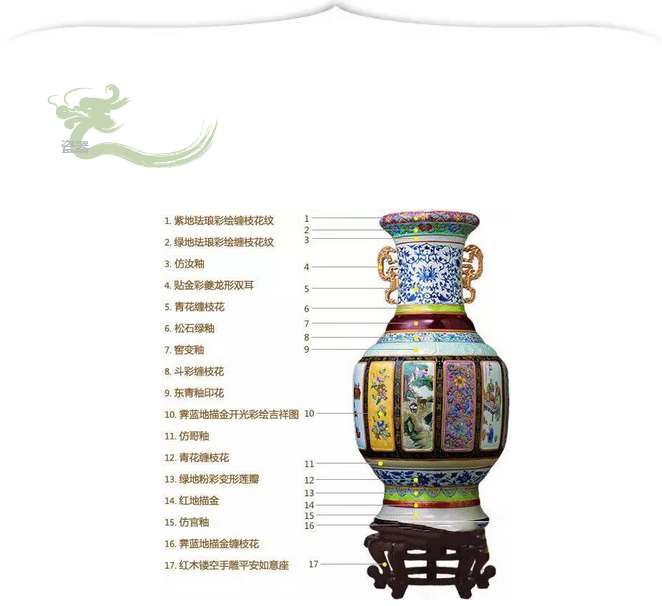 瓷器
1. 紫地珐琅彩绘缠枝花纹
2. 绿地珐琅彩绘缠枝花纹
3. 仿汝釉
4. 贴金彩夔龙形双耳
5. 青花缠枝花
6. 松石绿釉
7. 窑变釉
8. 斗彩缠枝花
9. 东青釉印花
10. 霁蓝地描金开光彩绘吉祥图
11. 仿哥釉
12. 青花缠枝花
13. 绿地粉彩变形莲瓣
14. 红地描金
15. 仿官釉
16. 霁蓝地描金缠枝花
17. 红木镂空手雕平安如意座
1
2
3
4
5
6
7
8
9
10
11
12
13
14
15
16
17